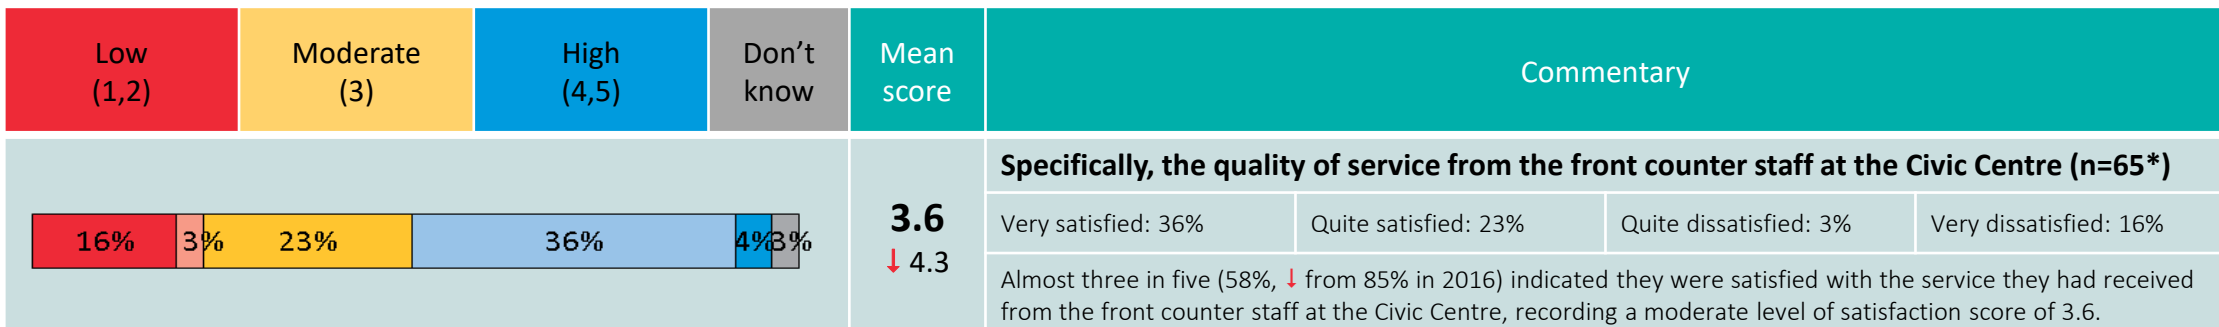 Low
(1,2)
Moderate
(3)
High
(4,5)
Don't
know
Mean
score
Commentary
16%
3%
23%
36%
4%
3%
3.6
↓ 4.3
Specifically, the quality of service from the front counter staff at the Civic Centre (n=65*)
Very satisfied: 36%
Quite satisfied: 23%
Quite dissatisfied: 3%
Very dissatisfied: 16%
Almost three in five (58%, ↓ from 85% in 2016) indicated they were satisfied with the service they had received
from the front counter staff at the Civic Centre, recording a moderate level of satisfaction score of 3.6.